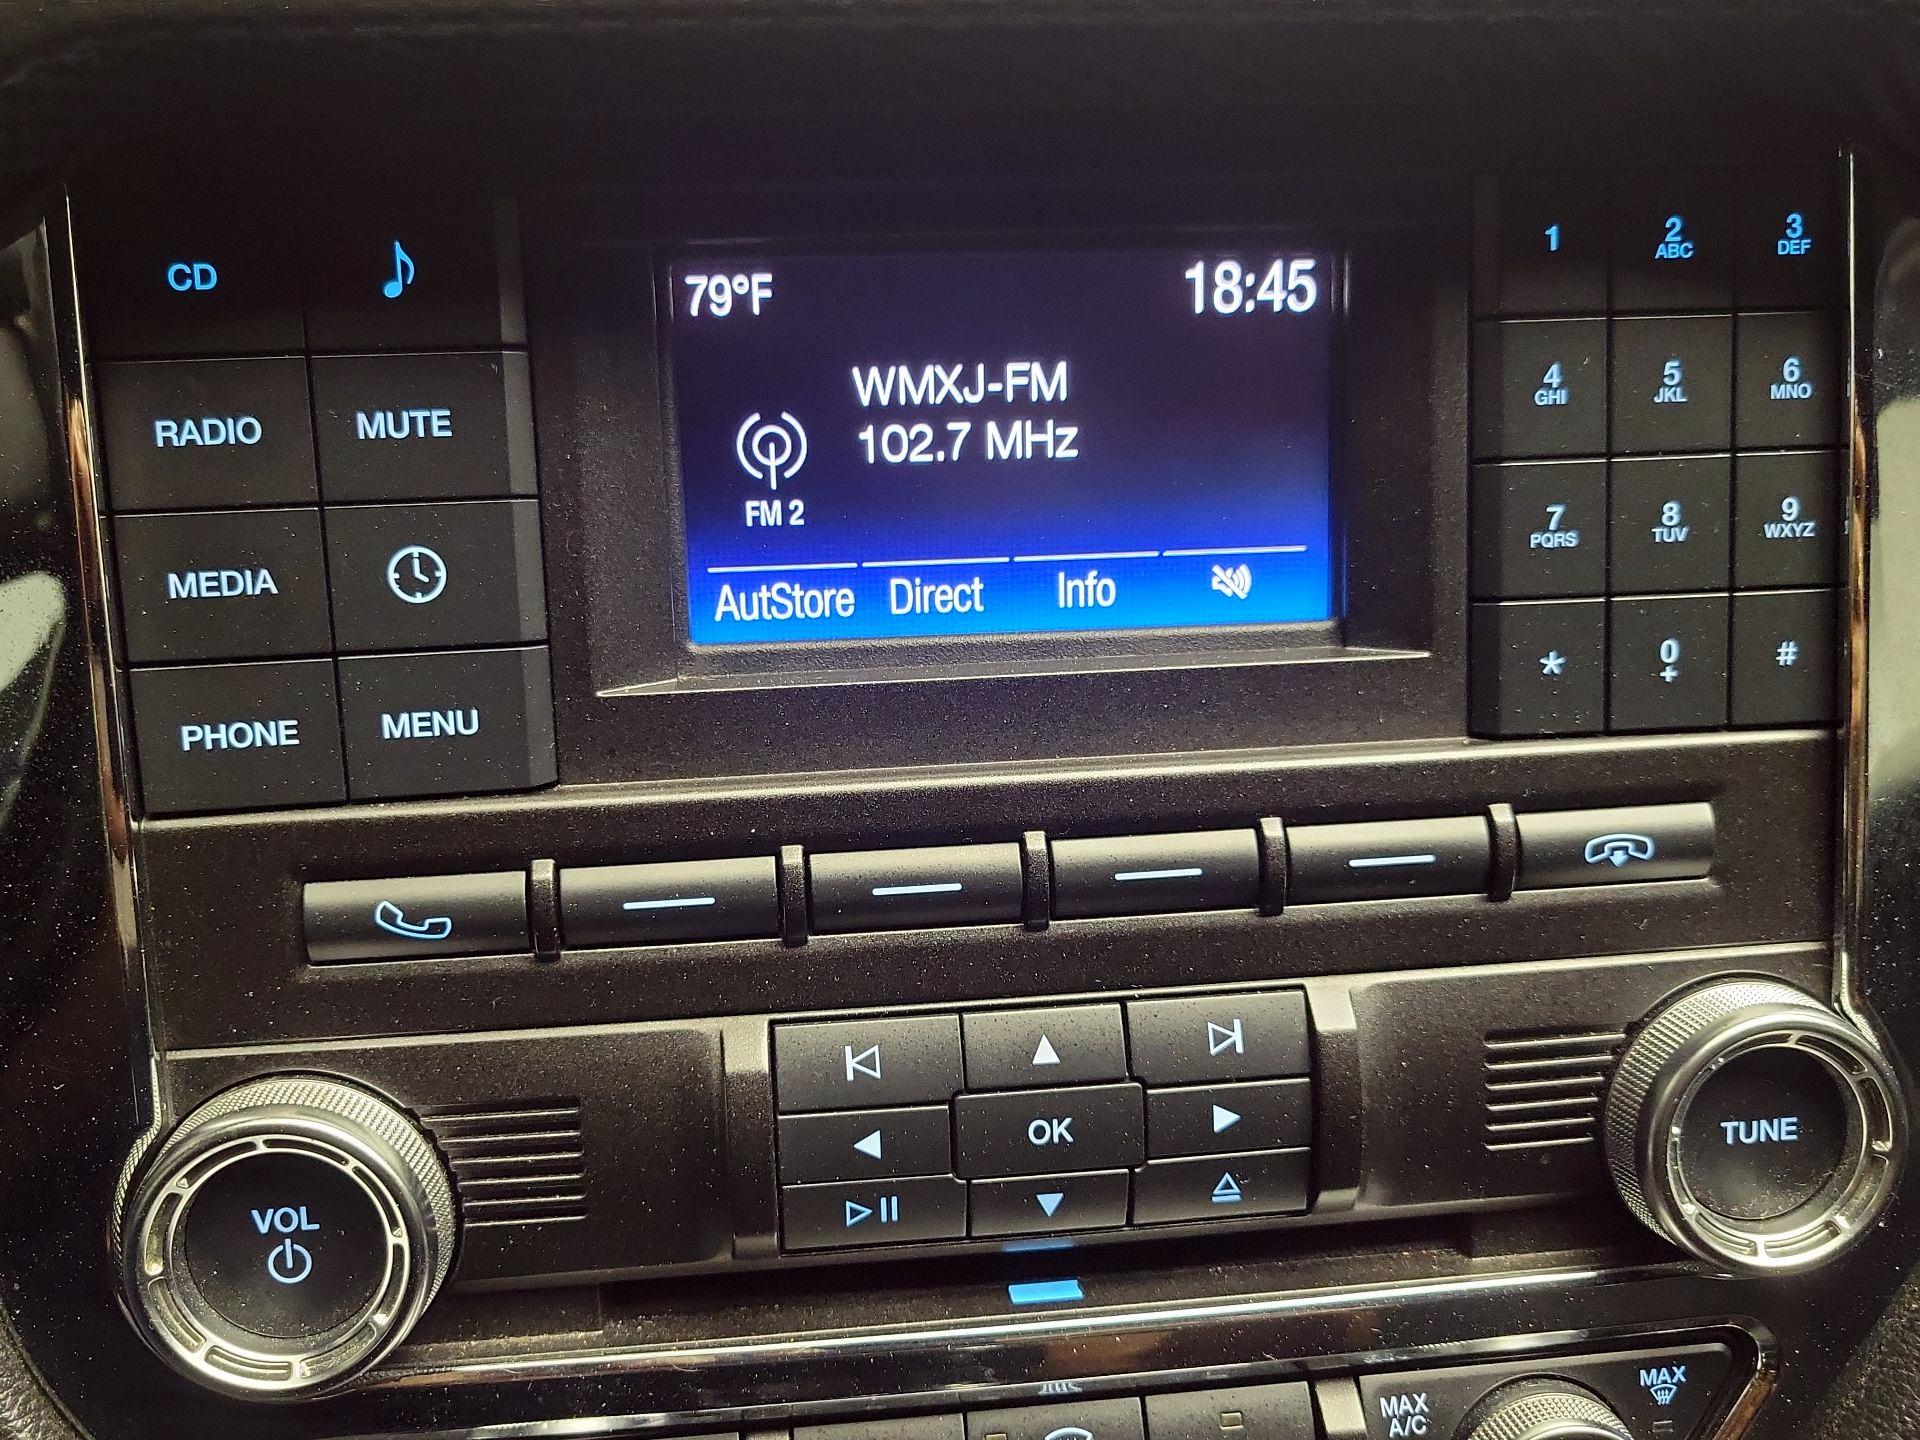 79°F
18:45
WMXJ-FM
102.7 MHz
FM 2
AutStore
Direct
Info
CD
RADIO
MUTE
MEDIA
PHONE
MENU
1
2
ABC
3
DEF
4
GHI
5
JKL
6
MNO
7
PQRS
8
TUV
9
WXYZ
*
0
+
#
OK
VOL
TUNE
MAX
A/C
MAX